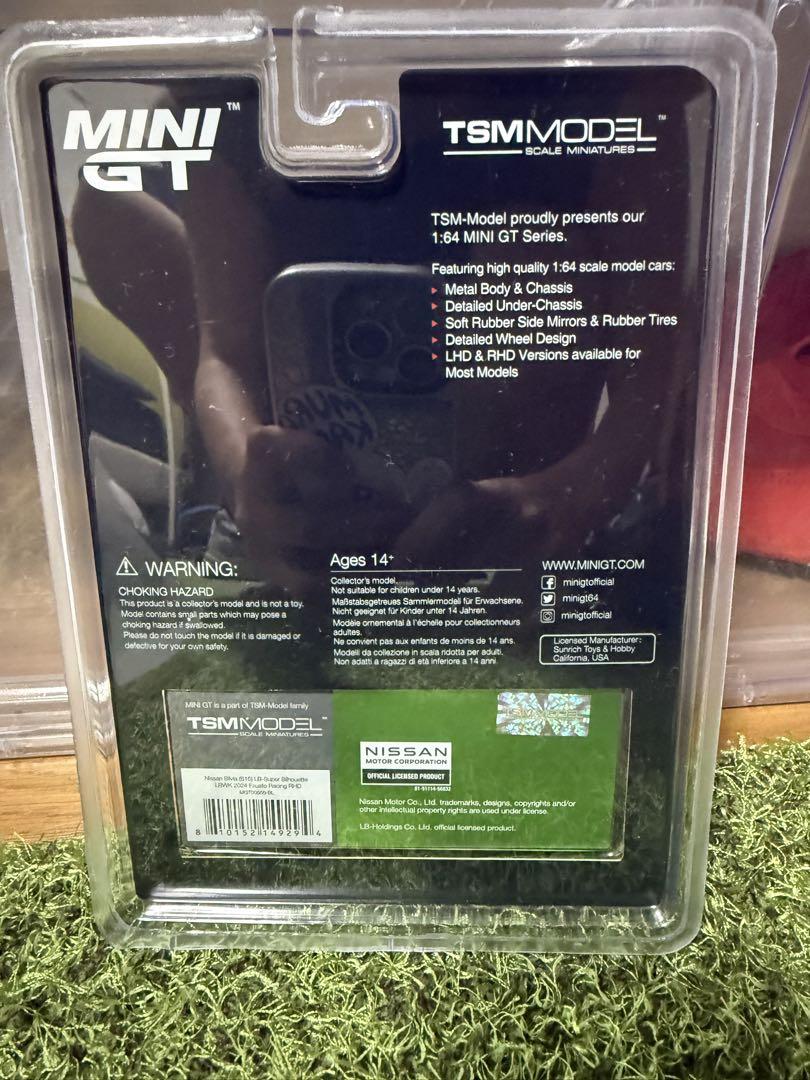 MINI GT™
TSMMODEL™
SCALE MINIATURES
TSM-Model proudly presents our
1:64 MINI GT Series.
Featuring high quality 1:64 scale model cars:
Metal Body & Chassis
Detailed Under-Chassis
Soft Rubber Side Mirrors & Rubber Tires
Detailed Wheel Design
LHD & RHD Versions available for
Most Models
WARNING:
CHOKING HAZARD
This product is a collector's model and is not a toy.
Model contains small parts which may pose a
choking hazard if swallowed.
Please do not touch the model if it is damaged or
defective for your own safety.
Ages 14+
Collector's model.
Not suitable for children under 14 years.
Maßstabsgetreues Sammlermodell für Erwachsene.
Nicht geeignet für Kinder unter 14 Jahren.
Modèle ornemental à l'échelle pour collectionneurs
adultes.
Ne convient pas aux enfants de moins de 14 ans.
Modelli da collezione in scala ridotta per adulti.
Non adatti a ragazzi di età inferiore a 14 anni.
WWW.MINIGT.COM
minigtofficial
minigt64
minigtofficial
Licensed Manufacturer:
Sunrich Toys & Hobby
California, USA
MINI GT is a part of TSM-Model family
TSMMODEL™
SCALE MINIATURES
TSMMODEL
Nissan Silvia (S15) LB-Super Silhouette
LBWK 2024 Fouato Racing RHD
8 10152 14929 4
NISSAN
MOTOR CORPORATION
OFFICIAL LICENSED PRODUCT
Nissan Motor Co., Ltd. trademarks, designs, copyrights and/or
other intellectual property rights are used under license.
LB-Holdings Co. Ltd. official licensed product.